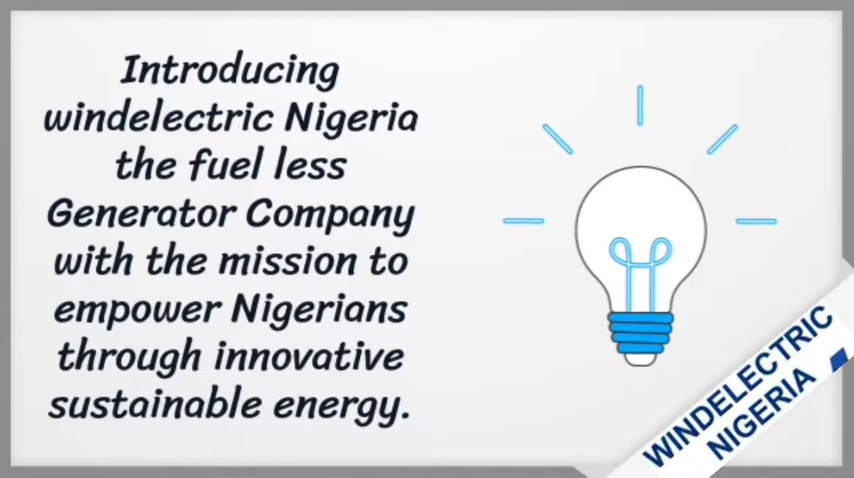 Introducing
windelectric Nigeria
the fuel less
Generator Company
with the mission to
empower Nigerians
through innovative
sustainable energy.
WINDELECTRIC
NIGERIA